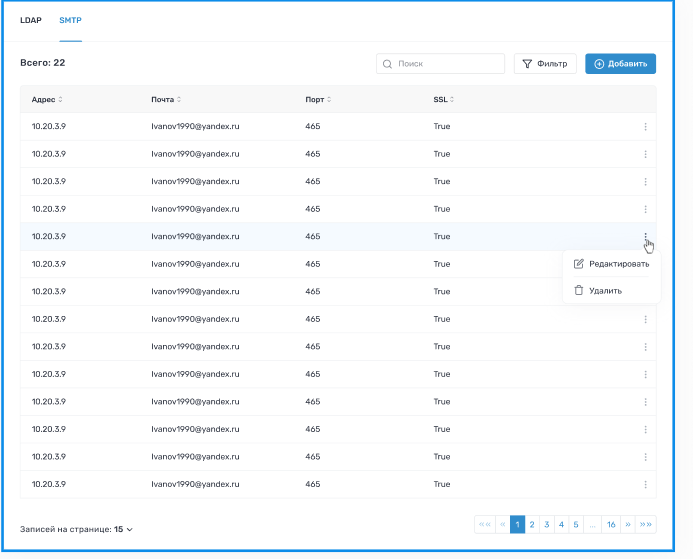 LDAP SMTP
Всего: 22 Поиск Фильтр Добавить
Адрес Почта Порт SSL
10.20.3.9 Ivanov1990@yandex.ru 465 True
10.20.3.9 Ivanov1990@yandex.ru 465 True
10.20.3.9 Ivanov1990@yandex.ru 465 True
10.20.3.9 Ivanov1990@yandex.ru 465 True
10.20.3.9 Ivanov1990@yandex.ru 465 True
10.20.3.9 Ivanov1990@yandex.ru 465 True Редактировать
10.20.3.9 Ivanov1990@yandex.ru 465 True Удалить
10.20.3.9 Ivanov1990@yandex.ru 465 True
10.20.3.9 Ivanov1990@yandex.ru 465 True
10.20.3.9 Ivanov1990@yandex.ru 465 True
10.20.3.9 Ivanov1990@yandex.ru 465 True
10.20.3.9 Ivanov1990@yandex.ru 465 True
10.20.3.9 Ivanov1990@yandex.ru 465 True
10.20.3.9 Ivanov1990@yandex.ru 465 True
Записей на странице: 15 «« « 1 2 3 4 5 ... 16 » »»